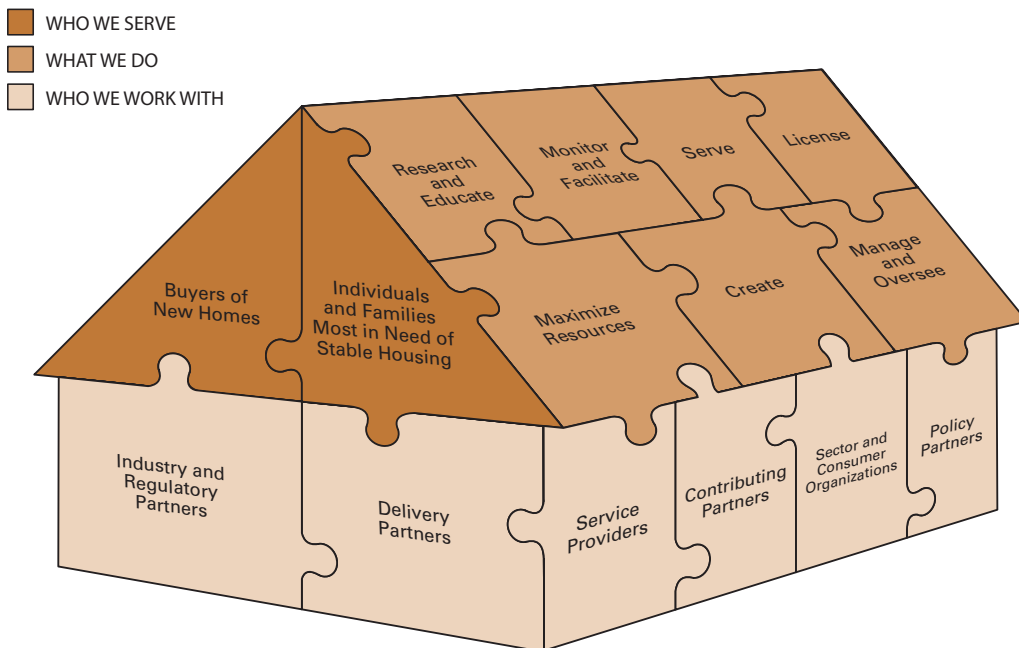 WHO WE SERVE
WHAT WE DO
WHO WE WORK WITH
Research
and
Educate
Monitor
and
Facilitate
Serve
License
Buyers of
New Homes
Individuals
and Families
Most in Need of
Stable Housing
Maximize
Resources
Create
Manage
and
Oversee
Industry and
Regulatory
Partners
Delivery
Partners
Service
Providers
Contributing
Partners
Sector and
Consumer
Organizations
Policy
Partners